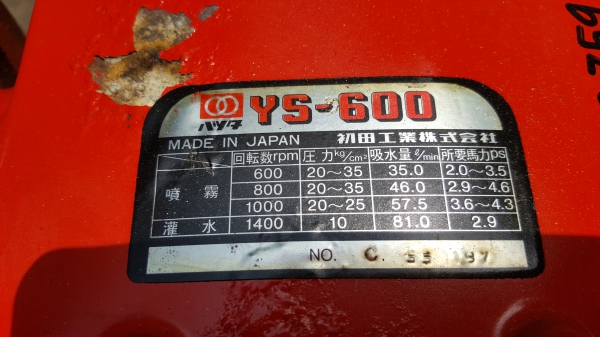 ハツタ YS-600
MADE IN JAPAN 初田工業株式会社
回転数rpm 圧力kg/cm² 吸水量ℓ/min 所要馬力ps
噴霧 600 20~35 35.0 2.0~3.5
800 20~35 46.0 2.9~4.6
1000 20~25 57.5 3.6~4.3
灌水 1400 10 81.0 2.9
NO. C. 55 97
759